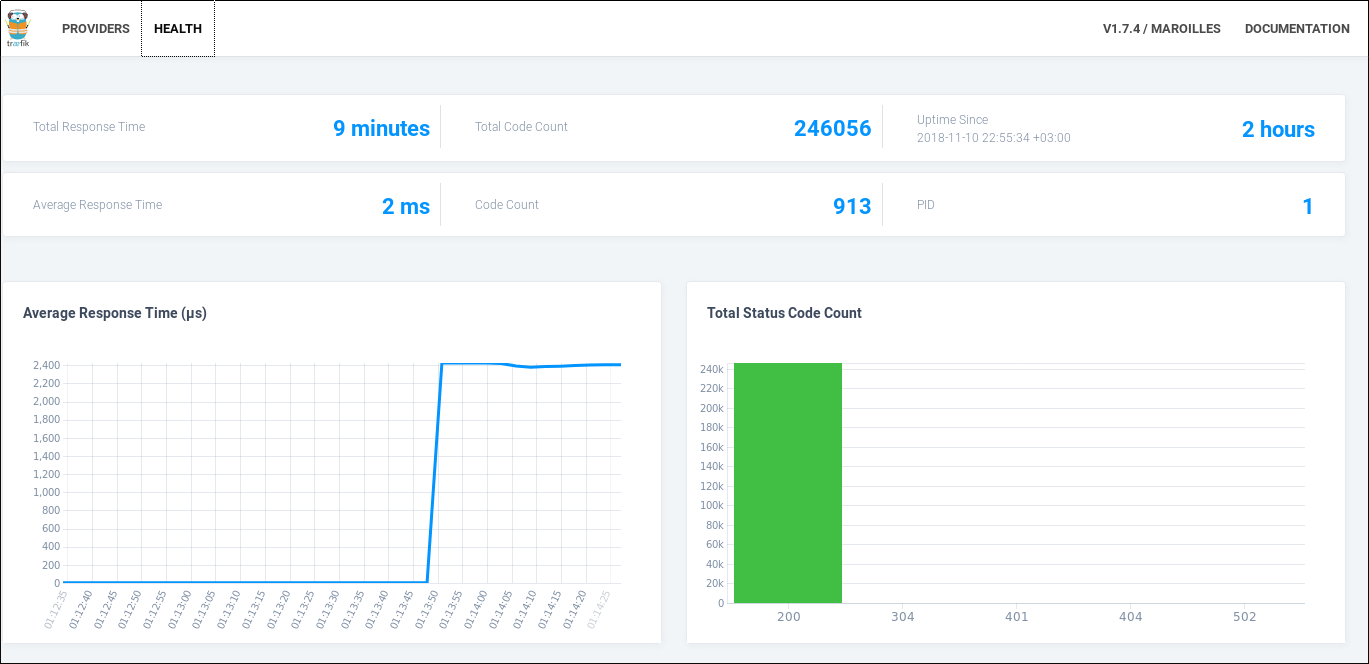 træfik
PROVIDERS
HEALTH
V1.7.4 / MAROILLES
DOCUMENTATION
Total Response Time
9 minutes
Total Code Count
246056
Uptime Since
2018-11-10 22:55:34 +03:00
2 hours
Average Response Time
2 ms
Code Count
913
PID
1
Average Response Time (µs)
2,400
2,200
2,000
1,800
1,600
1,400
1,200
1,000
800
600
400
200
0
01:12:35
01:12:40
01:12:45
01:12:50
01:12:55
01:13:00
01:13:05
01:13:10
01:13:15
01:13:20
01:13:25
01:13:30
01:13:35
01:13:40
01:13:45
01:13:50
01:13:55
01:14:00
01:14:05
01:14:10
01:14:15
01:14:20
01:14:25
Total Status Code Count
240k
220k
200k
180k
160k
140k
120k
100k
80k
60k
40k
20k
0
200
304
401
404
502